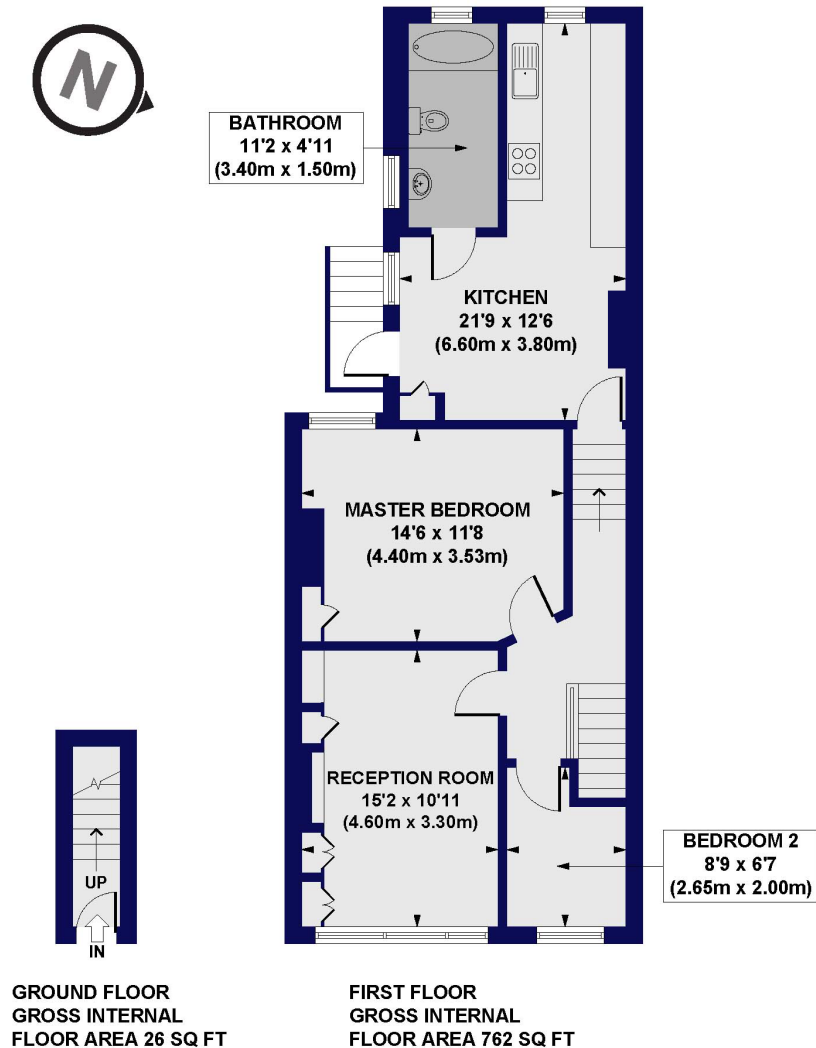 N
BATHROOM
11'2 x 4'11
(3.40m x 1.50m)
KITCHEN
21'9 x 12'6
(6.60m x 3.80m)
MASTER BEDROOM
14'6 x 11'8
(4.40m x 3.53m)
RECEPTION ROOM
15'2 x 10'11
(4.60m x 3.30m)
BEDROOM 2
8'9 x 6'7
(2.65m x 2.00m)
UP
IN
GROUND FLOOR
GROSS INTERNAL
FLOOR AREA 26 SQ FT
FIRST FLOOR
GROSS INTERNAL
FLOOR AREA 762 SQ FT